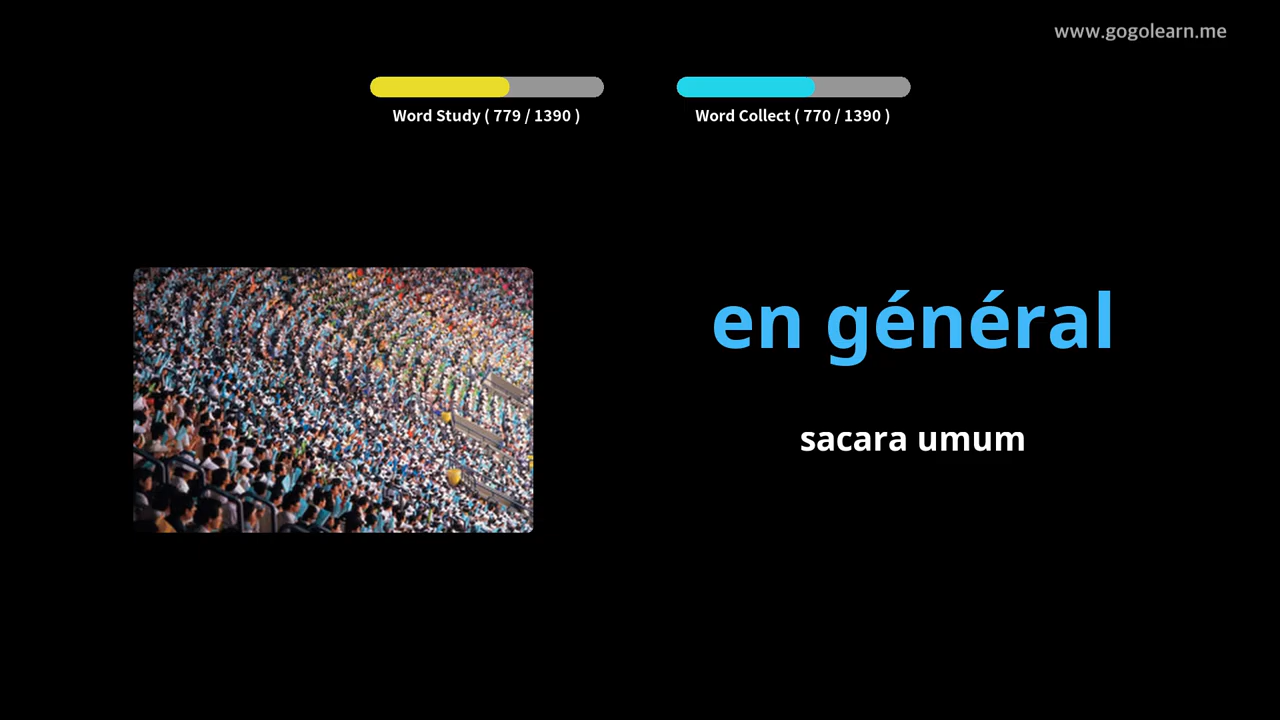 www.gogolearn.me
Word Study ( 779 / 1390 )
Word Collect ( 770 / 1390 )
en général
sacara umum